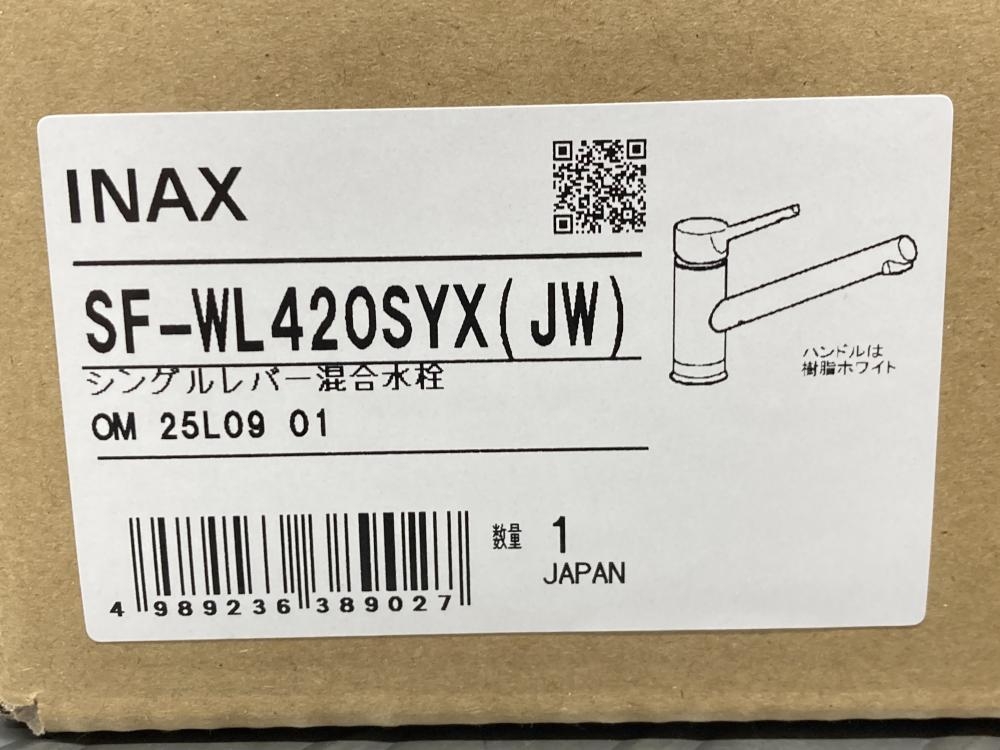 INAX
SF-WL420SYX(JW)
シングルレバー混合水栓
OM 25L09 01
ハンドルは
樹脂ホワイト
数量 1
JAPAN
4 989236 389027